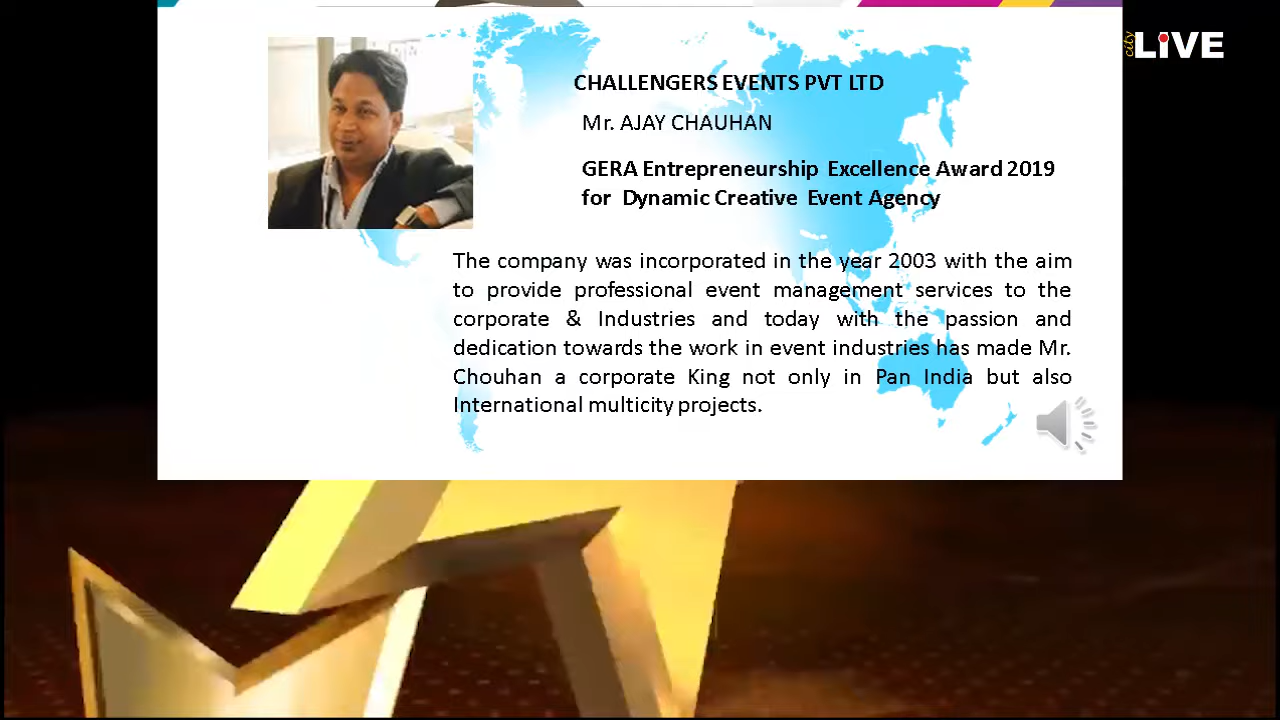 city LiVE
CHALLENGERS EVENTS PVT LTD
Mr. AJAY CHAUHAN
GERA Entrepreneurship Excellence Award 2019
for Dynamic Creative Event Agency
The company was incorporated in the year 2003 with the aim
to provide professional event management services to the
corporate & Industries and today with the passion and
dedication towards the work in event industries has made Mr.
Chouhan a corporate King not only in Pan India but also
International multicity projects.